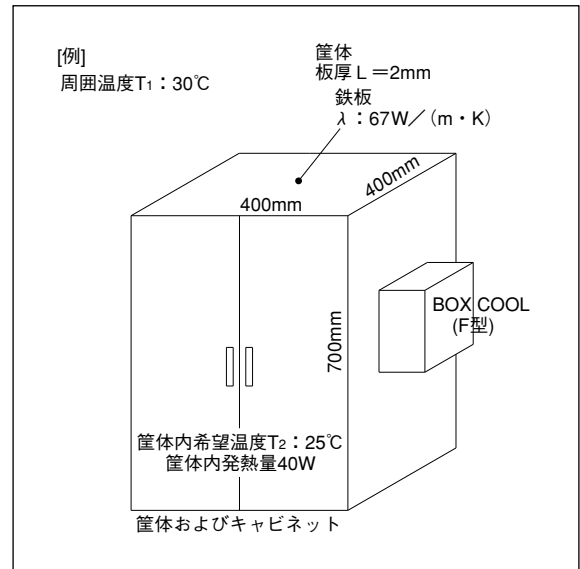 [例]
周囲温度T1：30℃
筐体
板厚L＝2mm
鉄板
λ：67W／（m・K）
400mm
400mm
700mm
BOX COOL
(F型)
筐体内希望温度T2：25℃
筐体内発熱量40W
筐体およびキャビネット